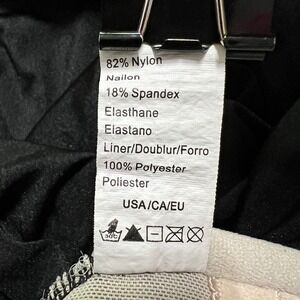 82% Nylon
Nailon
18% Spandex
Elasthane
Elastano
Liner/Doublur/Forro
100% Polyester
Poliester
USA/CA/EU